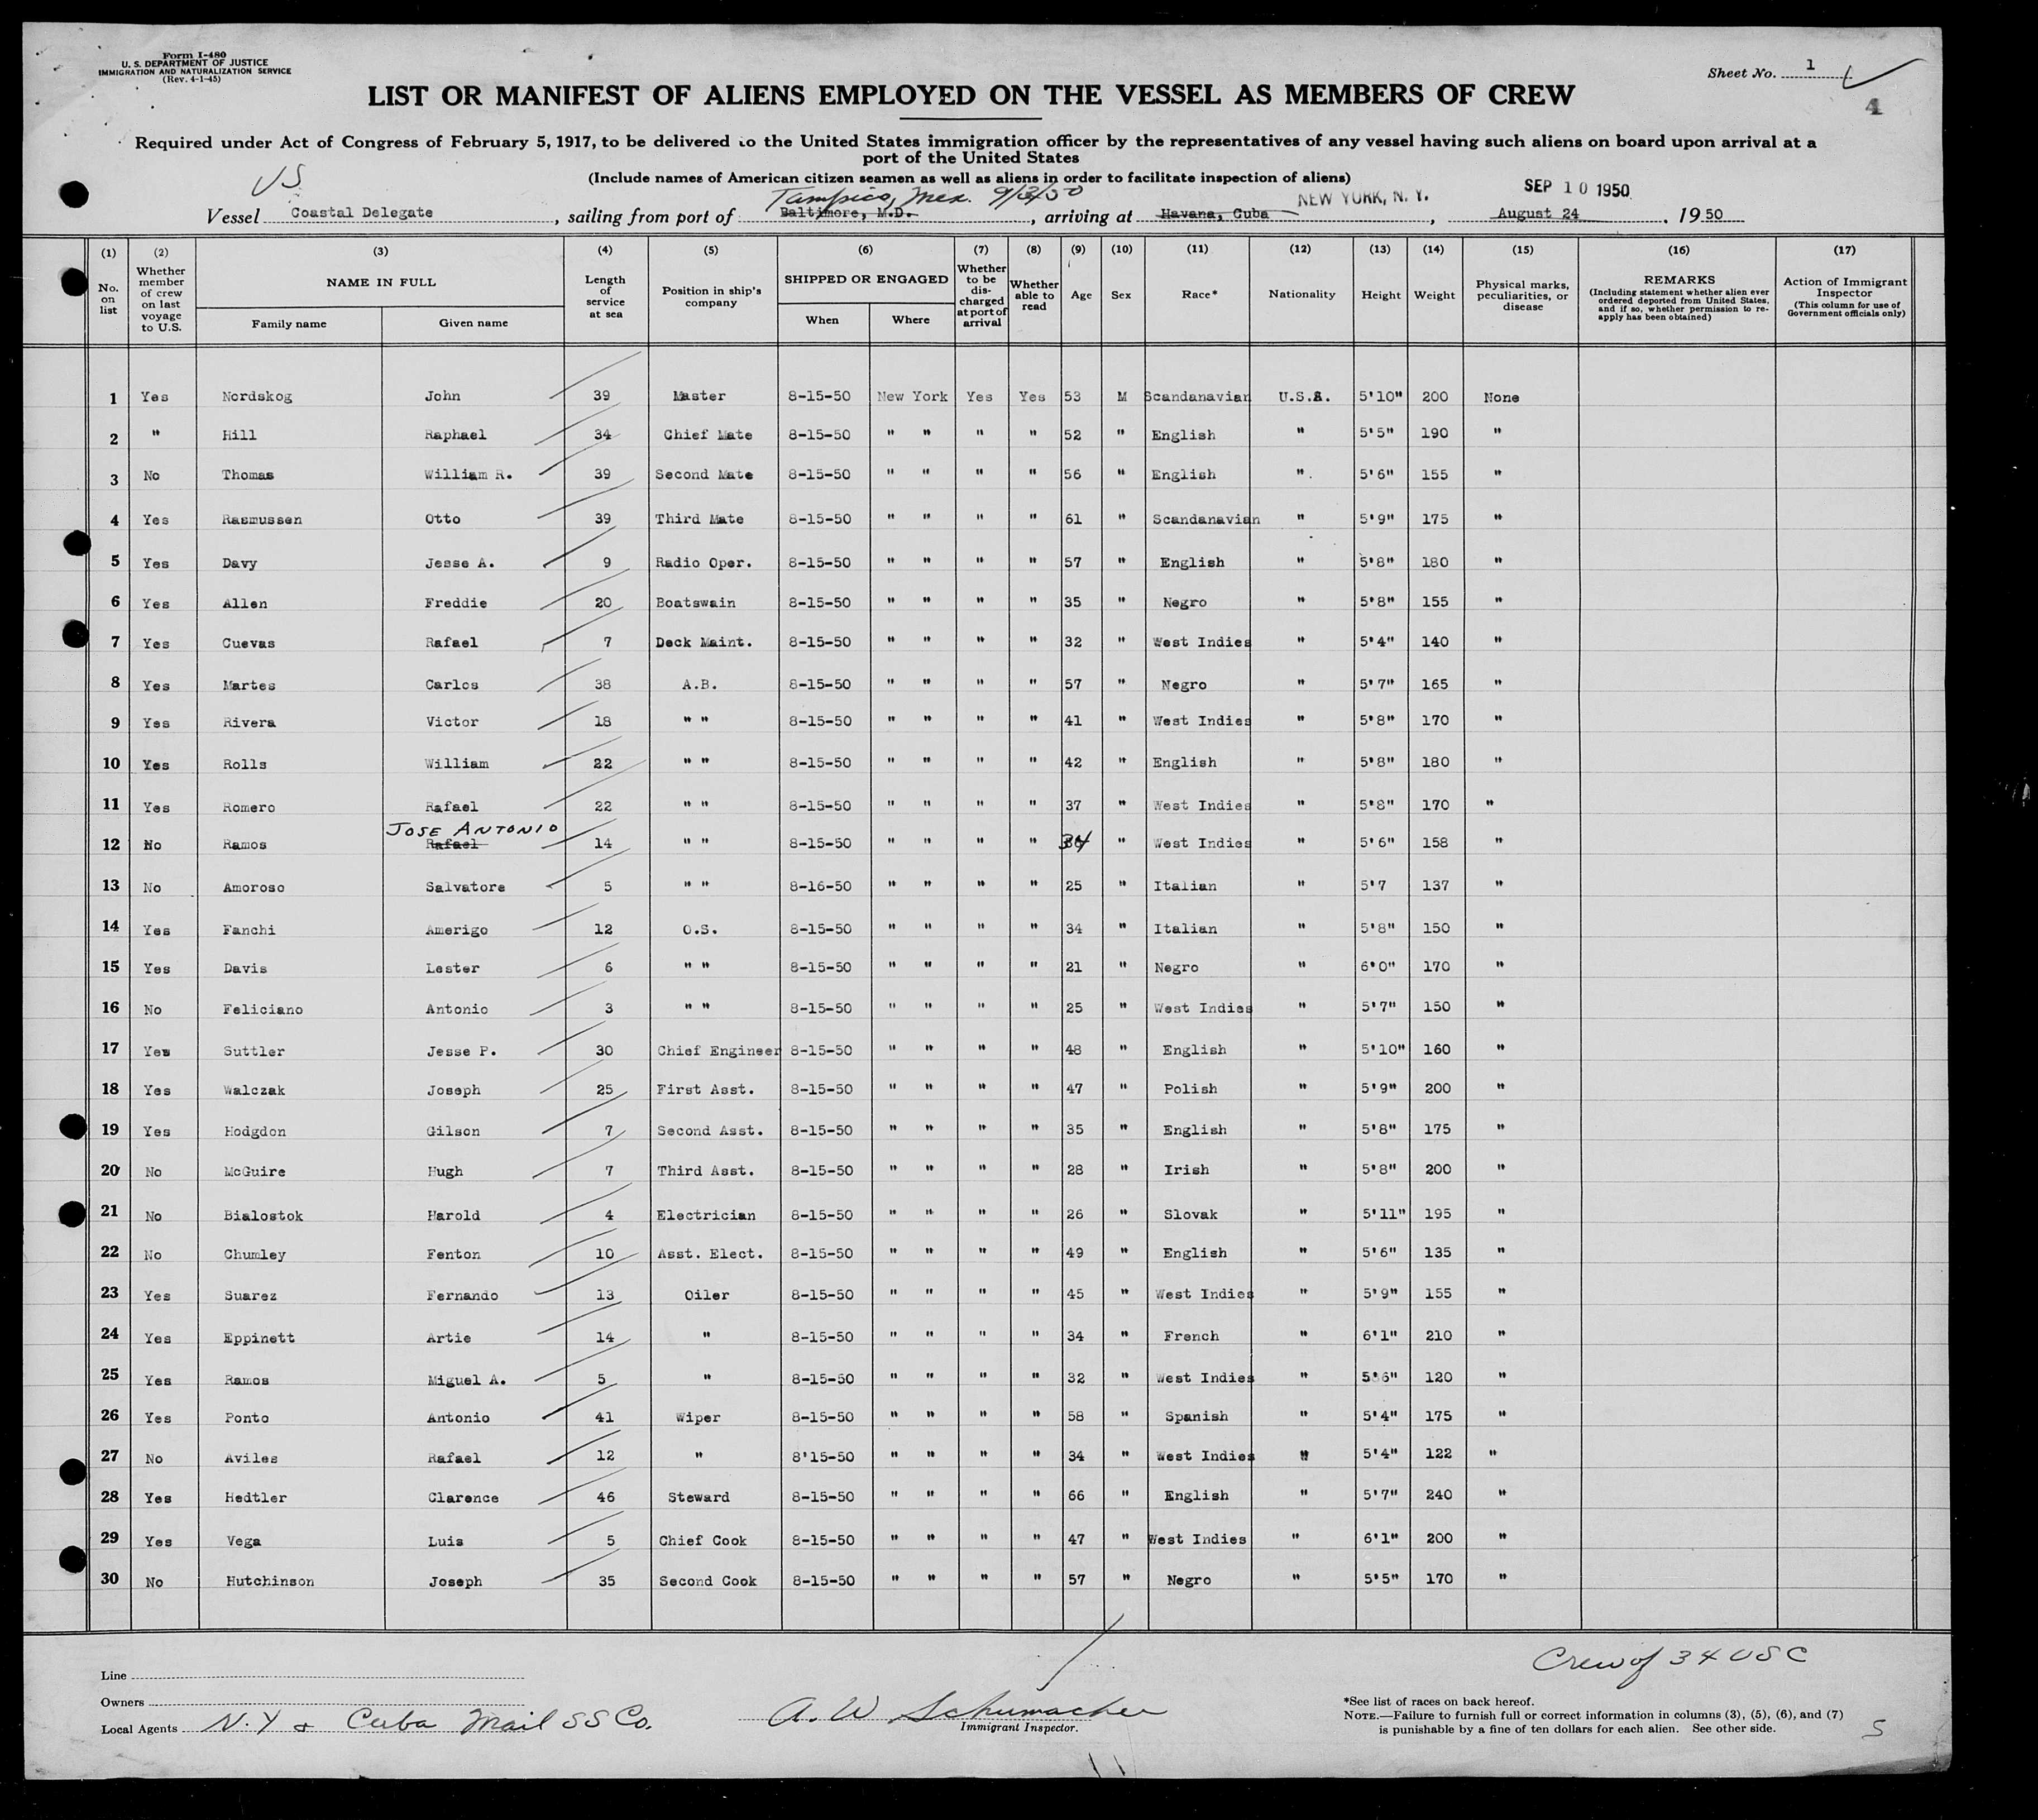 Form I-480
U. S. DEPARTMENT OF JUSTICE
IMMIGRATION AND NATURALIZATION SERVICE
(Rev. 4-1-45)
Sheet No. 1
4
LIST OR MANIFEST OF ALIENS EMPLOYED ON THE VESSEL AS MEMBERS OF CREW
Required under Act of Congress of February 5, 1917, to be delivered to the United States immigration officer by the representatives of any vessel having such aliens on board upon arrival at a
port of the United States
(Include names of American citizen seamen as well as aliens in order to facilitate inspection of aliens)
US Tampico, Mex. 9/3/50 NEW YORK, N. Y. SEP 10 1950
Vessel Coastal Delegate, sailing from port of Baltimore, M.D., arriving at Havana, Cuba, August 24, 1950
(1) (2) (3) (4) (5) (6) (7) (8) (9) (10) (11) (12) (13) (14) (15) (16) (17)
No. on list Whether member of crew on last voyage to U.S. NAME IN FULL Family name Given name Length of service at sea Position in ship's company SHIPPED OR ENGAGED When Where Whether to be discharged at port of arrival Whether able to read Age Sex Race* Nationality Height Weight Physical marks, peculiarities, or disease REMARKS (Including statement whether alien ever ordered deported from United States, and if so, whether permission to re-apply has been obtained) Action of Immigrant Inspector (This column for use of Government officials only)
1 Yes Nordskog John 39 Master 8-15-50 New York Yes Yes 53 M Scandanavian U.S.A. 5'10" 200 None
2 " Hill Raphael 34 Chief Mate 8-15-50 " " " " 52 " English " 5'5" 190 "
3 No Thomas William R. 39 Second Mate 8-15-50 " " " " 56 " English " 5'6" 155 "
4 Yes Rasmussen Otto 39 Third Mate 8-15-50 " " " " 61 " Scandanavian " 5'9" 175 "
5 Yes Davy Jesse A. 9 Radio Oper. 8-15-50 " " " " 57 " English " 5'8" 180 "
6 Yes Allen Freddie 20 Boatswain 8-15-50 " " " " 35 " Negro " 5'8" 155 "
7 Yes Cuevas Rafael 7 Deck Maint. 8-15-50 " " " " 32 " West Indies " 5'4" 140 "
8 Yes Martes Carlos 38 A.B. 8-15-50 " " " " 57 " Negro " 5'7" 165 "
9 Yes Rivera Victor 18 " " 8-15-50 " " " " 41 " West Indies " 5'8" 170 "
10 Yes Rolls William 22 " " 8-15-50 " " " " 42 " English " 5'8" 180 "
11 Yes Romero Rafael 22 " " 8-15-50 " " " " 37 " West Indies " 5'8" 170 "
JOSE ANTONIO
12 No Ramos Rafael 14 " " 8-15-50 " " " " 34 " West Indies " 5'6" 158 "
13 No Amoroso Salvatore 5 " " 8-16-50 " " " " 25 " Italian " 5'7 137 "
14 Yes Fanchi Amerigo 12 O.S. 8-15-50 " " " " 34 " Italian " 5'8" 150 "
15 Yes Davis Lester 6 " " 8-15-50 " " " " 21 " Negro " 6'0" 170 "
16 No Feliciano Antonio 3 " " 8-15-50 " " " " 25 " West Indies " 5'7" 150 "
17 Yes Suttler Jesse P. 30 Chief Engineer 8-15-50 " " " " 48 " English " 5'10" 160 "
18 Yes Walczak Joseph 25 First Asst. 8-15-50 " " " " 47 " Polish " 5'9" 200 "
19 Yes Hodgdon Gilson 7 Second Asst. 8-15-50 " " " " 35 " English " 5'8" 175 "
20 No McGuire Hugh 7 Third Asst. 8-15-50 " " " " 28 " Irish " 5'8" 200 "
21 No Bialostok Harold 4 Electrician 8-15-50 " " " " 26 " Slovak " 5'11" 195 "
22 No Chumley Fenton 10 Asst. Elect. 8-15-50 " " " " 49 " English " 5'6" 135 "
23 Yes Suarez Fernando 13 Oiler 8-15-50 " " " " 45 " West Indies " 5'9" 155 "
24 Yes Eppinett Artie 14 " 8-15-50 " " " " 34 " French " 6'1" 210 "
25 Yes Ramos Miguel A. 5 " 8-15-50 " " " " 32 " West Indies " 5'6" 120 "
26 Yes Ponto Antonio 41 Wiper 8-15-50 " " " " 58 " Spanish " 5'4" 175 "
27 No Aviles Rafael 12 " 8'15-50 " " " " 34 " West Indies " 5'4" 122 "
28 Yes Hedtler Clarence 46 Steward 8-15-50 " " " " 66 " English " 5'7" 240 "
29 Yes Vega Luis 5 Chief Cook 8-15-50 " " " " 47 " West Indies " 6'1" 200 "
30 No Hutchinson Joseph 35 Second Cook 8-15-50 " " " " 57 " Negro " 5'5" 170 "
Crew of 34 USC
Line
Owners
Local Agents N.Y & Cuba Mail SS Co.
A. W Schumacher
Immigrant Inspector.
*See list of races on back hereof.
NOTE.—Failure to furnish full or correct information in columns (3), (5), (6), and (7)
is punishable by a fine of ten dollars for each alien. See other side.
S